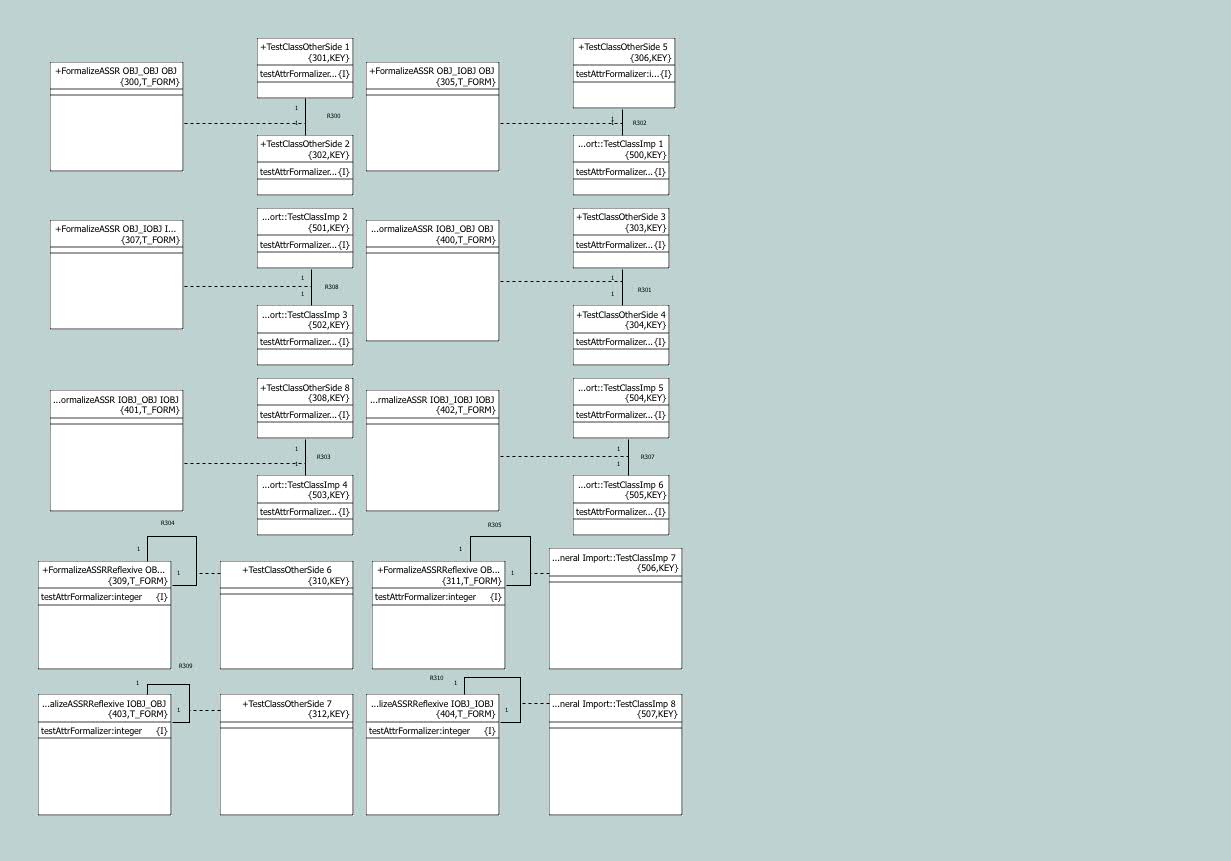 +TestClassOtherSide 1
{301,KEY}
testAttrFormalizer... {I}
+FormalizeASSR OBJ_OBJ OBJ
{300,T_FORM}
1
1
R300
+TestClassOtherSide 2
{302,KEY}
testAttrFormalizer... {I}
+TestClassOtherSide 5
{306,KEY}
testAttrFormalizer:i... {I}
+FormalizeASSR OBJ_IOBJ OBJ
{305,T_FORM}
1
1
R302
...ort::TestClassImp 1
{500,KEY}
testAttrFormalizer... {I}
...ort::TestClassImp 2
{501,KEY}
testAttrFormalizer... {I}
+FormalizeASSR OBJ_IOBJ I...
{307,T_FORM}
1
1
R308
...ort::TestClassImp 3
{502,KEY}
testAttrFormalizer... {I}
+TestClassOtherSide 3
{303,KEY}
testAttrFormalizer... {I}
...ormalizeASSR IOBJ_OBJ OBJ
{400,T_FORM}
1
1
R301
+TestClassOtherSide 4
{304,KEY}
testAttrFormalizer... {I}
+TestClassOtherSide 8
{308,KEY}
testAttrFormalizer... {I}
...ormalizeASSR IOBJ_OBJ IOBJ
{401,T_FORM}
1
1
R303
...ort::TestClassImp 4
{503,KEY}
testAttrFormalizer... {I}
...ort::TestClassImp 5
{504,KEY}
testAttrFormalizer... {I}
...rmalizeASSR IOBJ_IOBJ IOBJ
{402,T_FORM}
1
1
R307
...ort::TestClassImp 6
{505,KEY}
testAttrFormalizer... {I}
R304
1
1
+FormalizeASSRReflexive OB...
{309,T_FORM}
testAttrFormalizer:integer {I}
+TestClassOtherSide 6
{310,KEY}
R305
1
1
+FormalizeASSRReflexive OB...
{311,T_FORM}
testAttrFormalizer:integer {I}
...neral Import::TestClassImp 7
{506,KEY}
R309
1
1
...alizeASSRReflexive IOBJ_OBJ
{403,T_FORM}
testAttrFormalizer:integer {I}
+TestClassOtherSide 7
{312,KEY}
R310
1
1
...lizeASSRReflexive IOBJ_IOBJ
{404,T_FORM}
testAttrFormalizer:integer {I}
...neral Import::TestClassImp 8
{507,KEY}